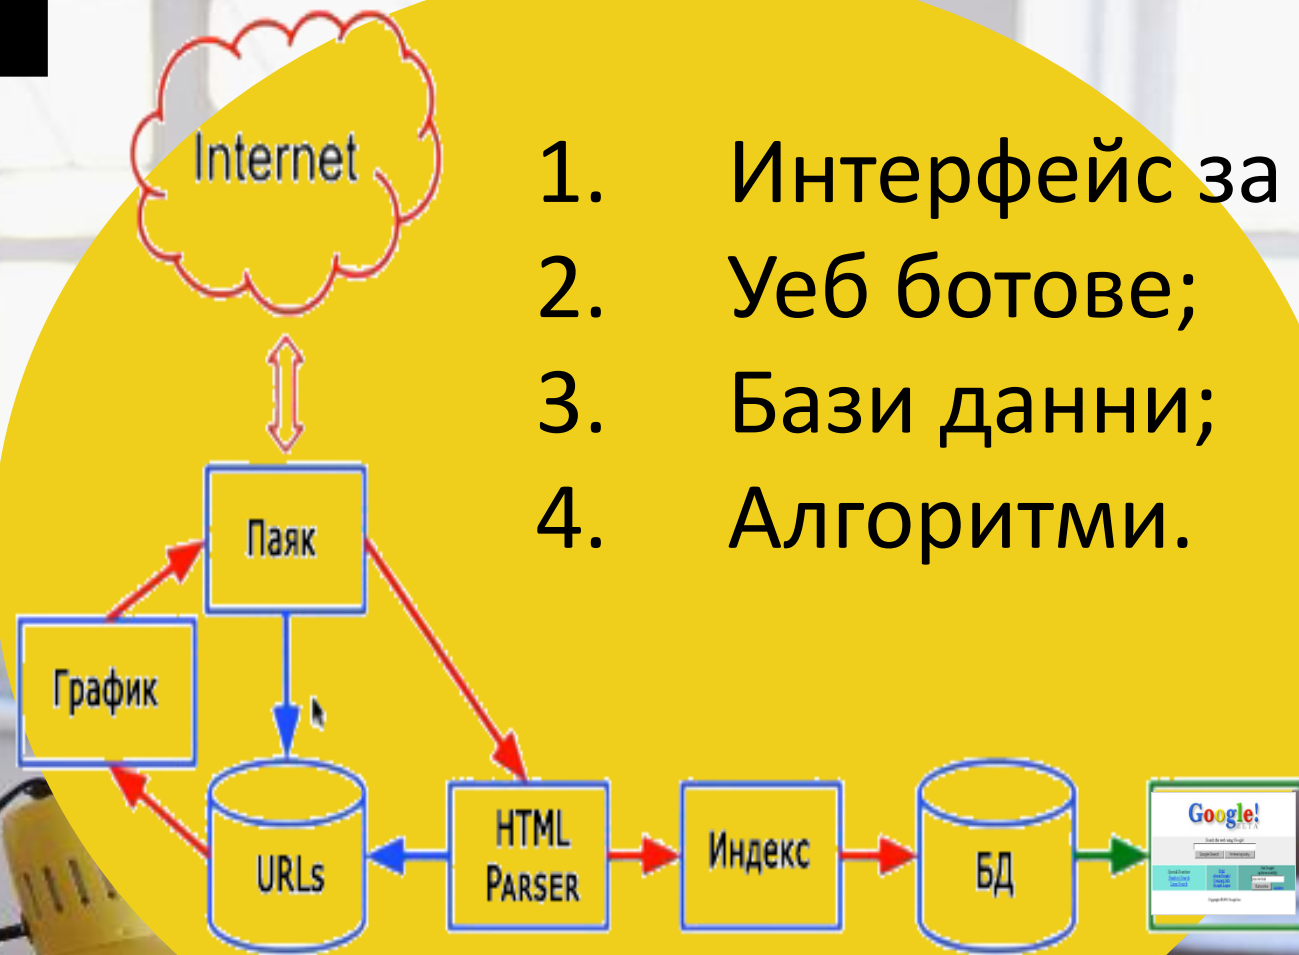 Internet
1. Интерфейс за
2. Уеб ботове;
3. Бази данни;
4. Алгоритми.
Паяк
График
URLs
HTML
PARSER
Индекс
БД
Google!
BETA